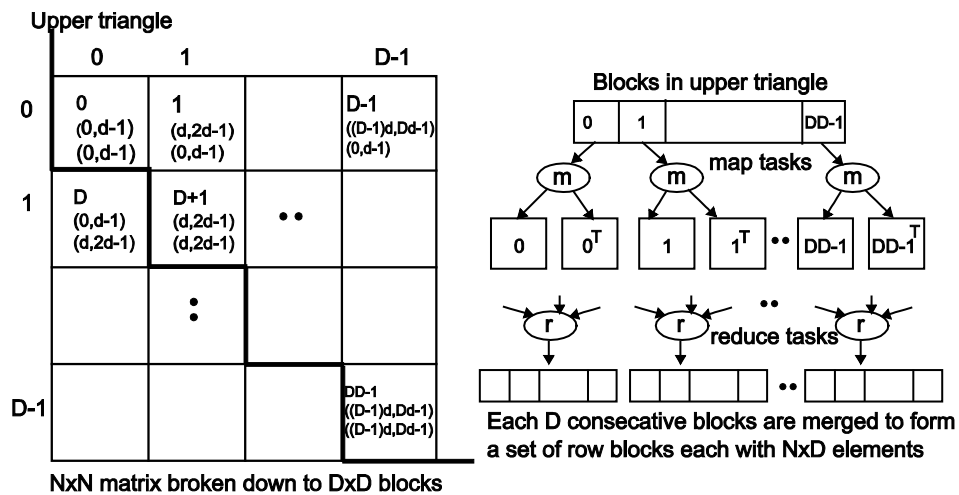 Upper triangle
0 1 D-1
0
0
(0,d-1)
(0,d-1)
1
(d,2d-1)
(0,d-1)
D-1
((D-1)d,Dd-1)
(0,d-1)
1
D
(0,d-1)
(d,2d-1)
D+1
(d,2d-1)
(d,2d-1)
D-1
DD-1
((D-1)d,Dd-1)
((D-1)d,Dd-1)
NxN matrix broken down to DxD blocks
Blocks in upper triangle
0 1 DD-1
map tasks
m m m
0 0T 1 1T DD-1 DD-1T
r r r
reduce tasks
Each D consecative blocks are merged to form
a set of row blocks each with NxD elements